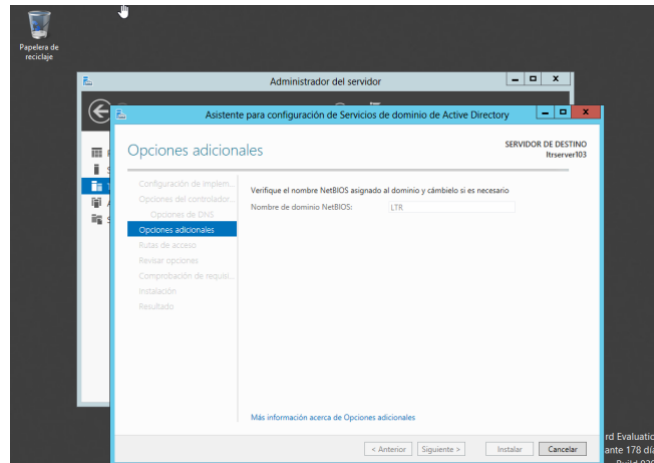 Papelera de
reciclaje
Administrador del servidor
Asistente para configuración de Servicios de dominio de Active Directory
Opciones adicionales
SERVIDOR DE DESTINO
ltrserver103
Configuración de implem...
Opciones del controlador...
Opciones de DNS
Opciones adicionales
Rutas de acceso
Revisar opciones
Comprobación de requisi...
Instalación
Resultado
Verifique el nombre NetBIOS asignado al dominio y cámbielo si es necesario
Nombre de dominio NetBIOS:
LTR
Más información acerca de Opciones adicionales
< Anterior
Siguiente >
Instalar
Cancelar
rd Evaluatio
ante 178 día